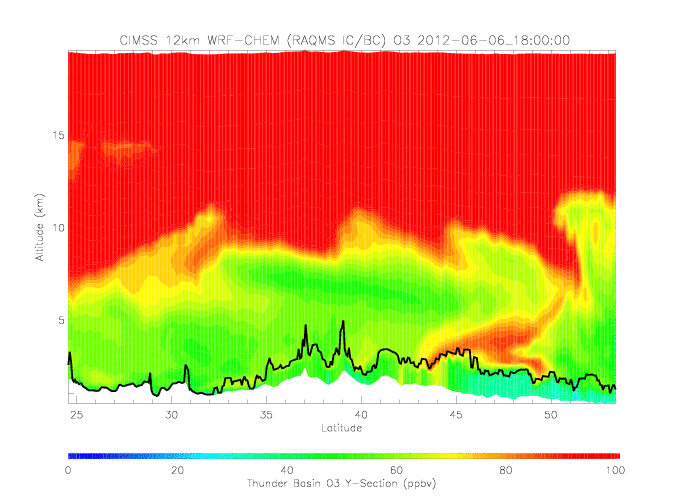 CIMSS 12km WRF-CHEM (RAQMS IC/BC) O3 2012-06-06_18:00:00
15
10
5
Altitude (km)
25 30 35 40 45 50
Latitude
0 20 40 60 80 100
Thunder Basin O3 Y-Section (ppbv)